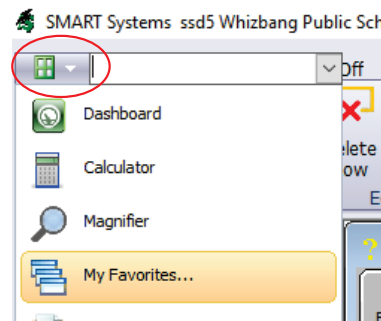 SMART Systems ssd5 Whizbang Public Sch
Off
Dashboard
elete
ow
Calculator
E
Magnifier
?
My Favorites...